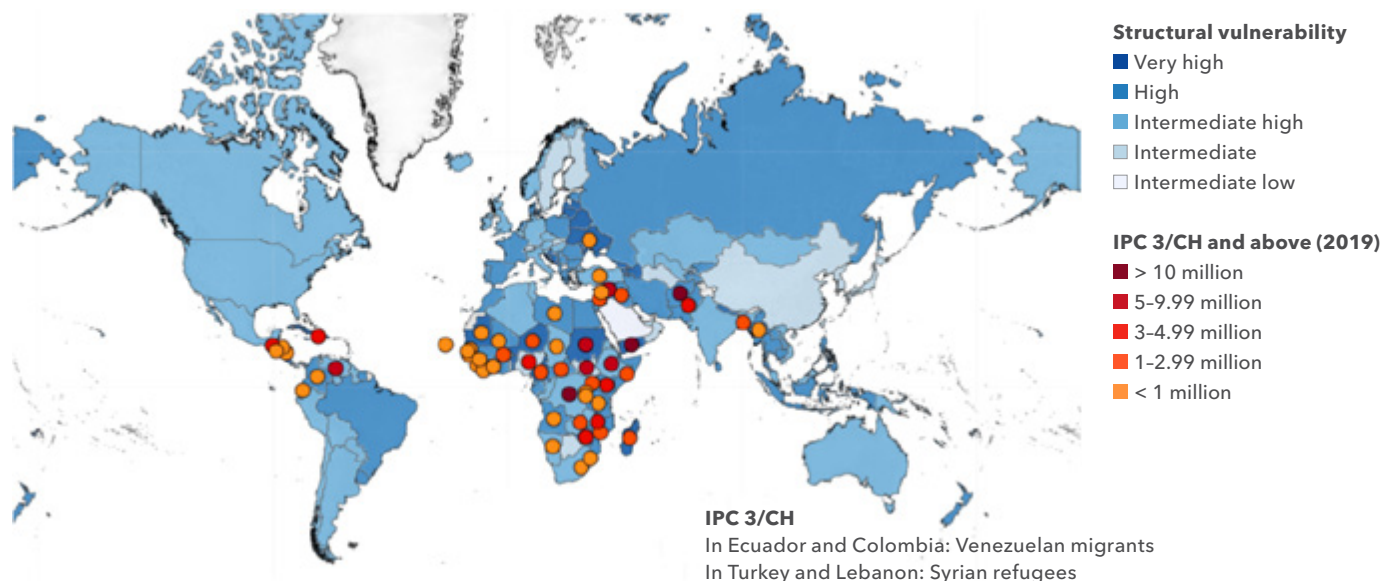 Structural vulnerability
Very high
High
Intermediate high
Intermediate
Intermediate low
IPC 3/CH and above (2019)
> 10 million
5–9.99 million
3–4.99 million
1–2.99 million
< 1 million
IPC 3/CH
In Ecuador and Colombia: Venezuelan migrants
In Turkey and Lebanon: Syrian refugees